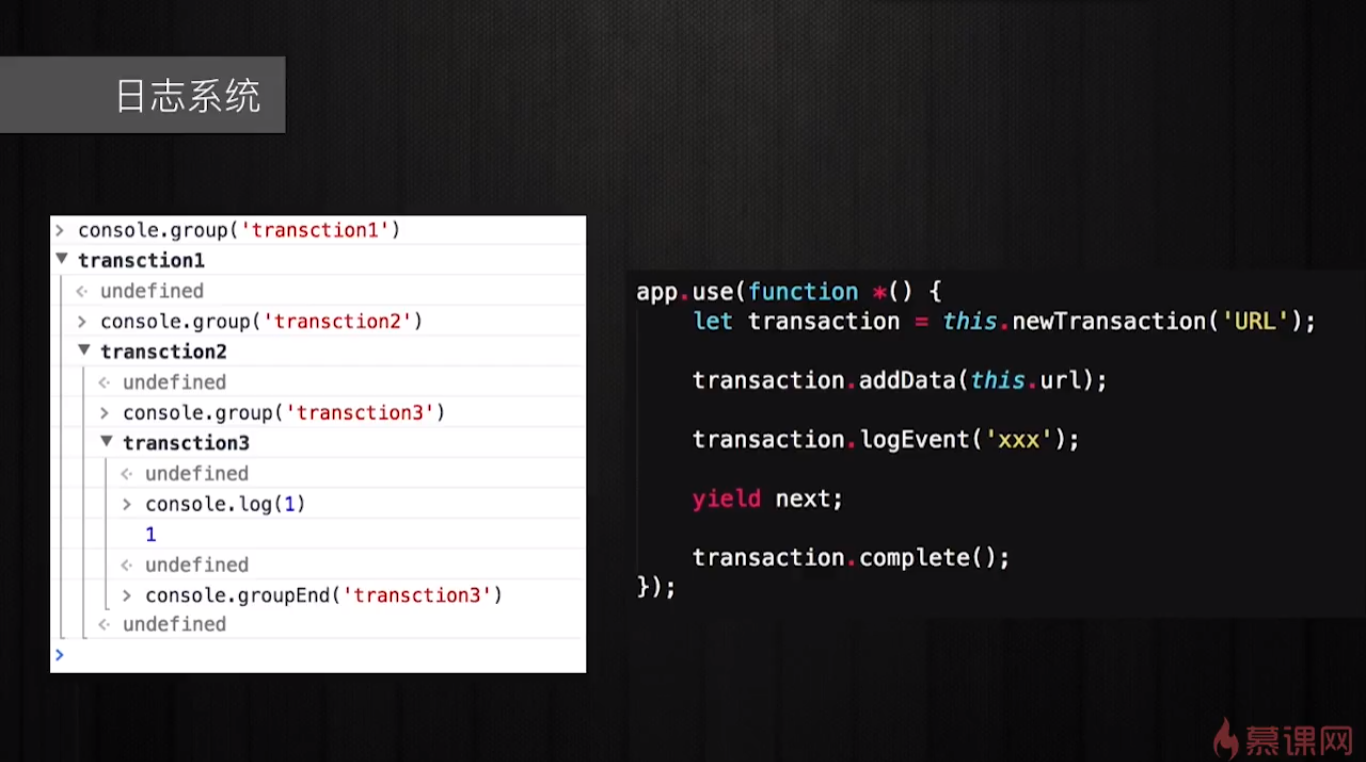 日志系统
> console.group('transction1')
▼ transction1
<· undefined
> console.group('transction2')
▼ transction2
<· undefined
> console.group('transction3')
▼ transction3
<· undefined
> console.log(1)
1
<· undefined
> console.groupEnd('transction3')
<· undefined
>
app.use(function *() {
let transaction = this.newTransaction('URL');
transaction.addData(this.url);
transaction.logEvent('xxx');
yield next;
transaction.complete();
});
慕课网